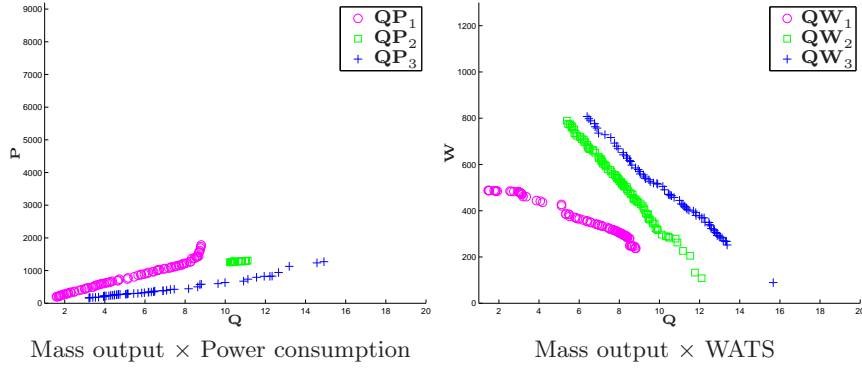 9000
8000
7000
6000
5000
4000
3000
2000
1000
0
P
2 4 6 8 10 12 14 16 18 20
Q
QP1
QP2
QP3
Mass output × Power consumption
1200
1000
800
600
400
200
0
W
2 4 6 8 10 12 14 16 18 20
Q
QW1
QW2
QW3
Mass output × WATS